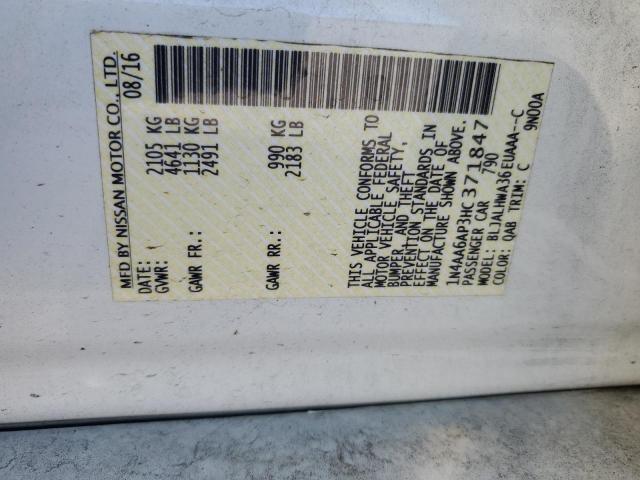 MFD BY NISSAN MOTOR CO., LTD.
DATE: 08/16
GVWR: 2105 KG
4641 LB
GAWR FR.: 1130 KG
2491 LB
GAWR RR.: 990 KG
2183 LB
THIS VEHICLE CONFORMS TO
ALL APPLICABLE FEDERAL
MOTOR VEHICLE SAFETY,
BUMPER, AND THEFT
PREVENTION STANDARDS IN
EFFECT ON THE DATE OF
MANUFACTURE SHOWN ABOVE.
1N4AA6AP3HC371847
PASSENGER CAR 790
MODEL: BLJALHWA36EUAAA--C
COLOR: QAB TRIM: C 9N00A